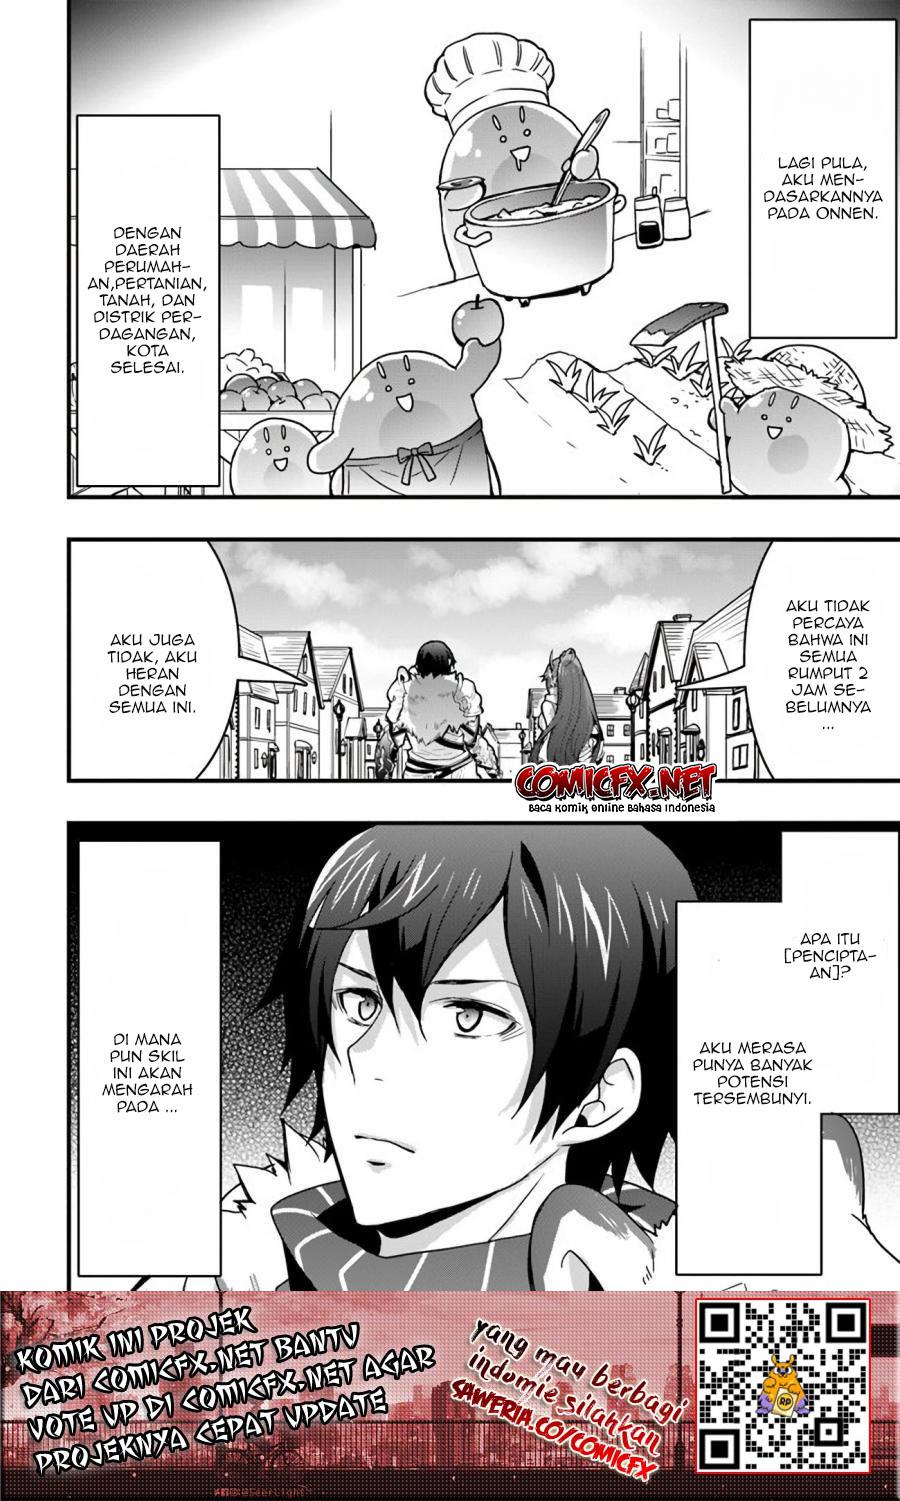 LAGI PULA,
AKU MEN-
DASARKANNYA
PADA ONNEN.
DENGAN
DAERAH
PERUMAH-
AN,PERTANIAN,
TANAH, DAN
DISTRIK PER-
DAGANGAN,
KOTA
SELESAI.
AKU TIDAK
PERCAYA
BAHWA INI
SEMUA
RUMPUT 2
JAM SE-
BELUMNYA
...
AKU JUGA
TIDAK, AKU
HERAN
DENGAN
SEMUA INI.
COMICFX.NET
BACA KOMIK ONLINE BAHASA INDONESIA
APA ITU
[PENCIPTA-
AN]?
AKU MERASA
PUNYA BANYAK
POTENSI
TERSEMBUNYI.
DI MANA
PUN SKIL
INI AKAN
MENGARAH
PADA ...
KOMIK INI PROJEK
DARI COMICFX.NET BANTU
VOTE UP DI COMICFX.NET AGAR
PROJEKNYA CEPAT UPDATE
yang mau berbagi
indomie silahkan
SAWERIA.CO/COMICFX
RP